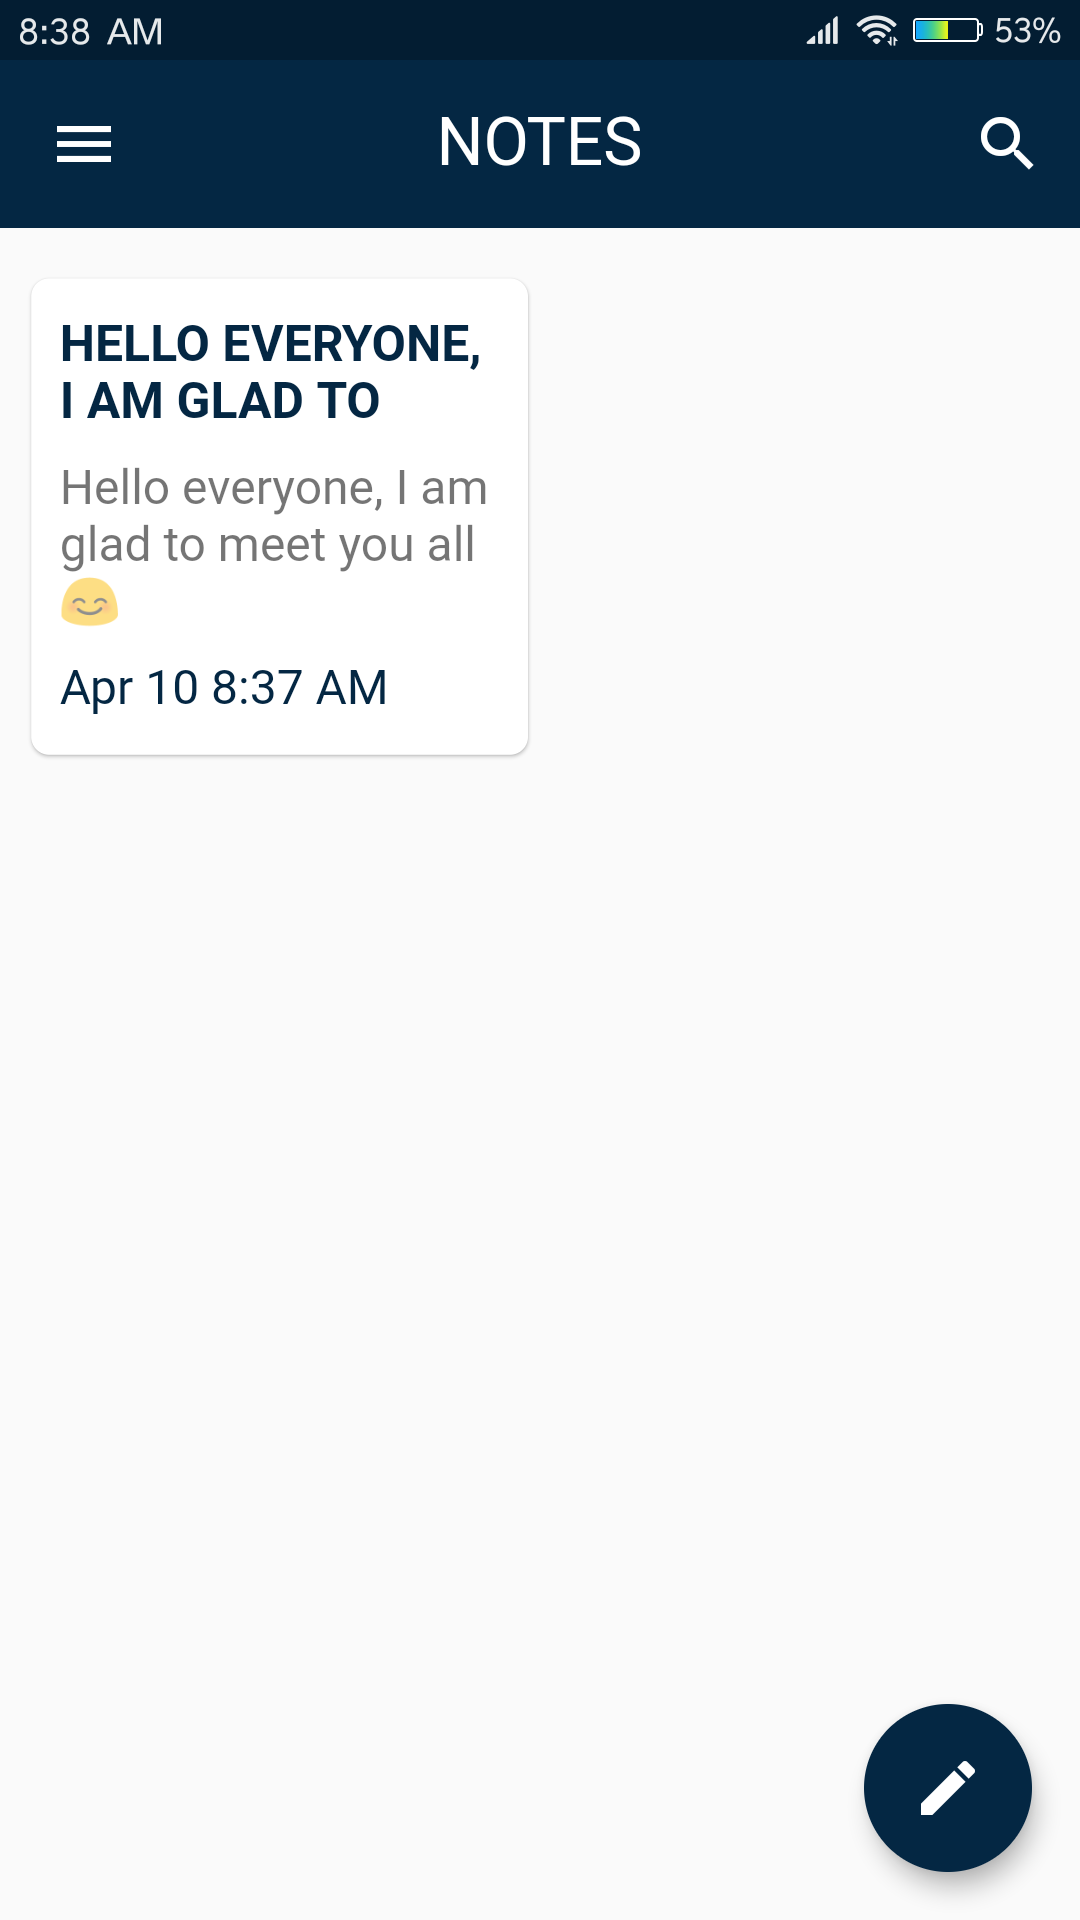 8:38 AM 53%
NOTES
HELLO EVERYONE,
I AM GLAD TO
Hello everyone, I am
glad to meet you all
😊
Apr 10 8:37 AM